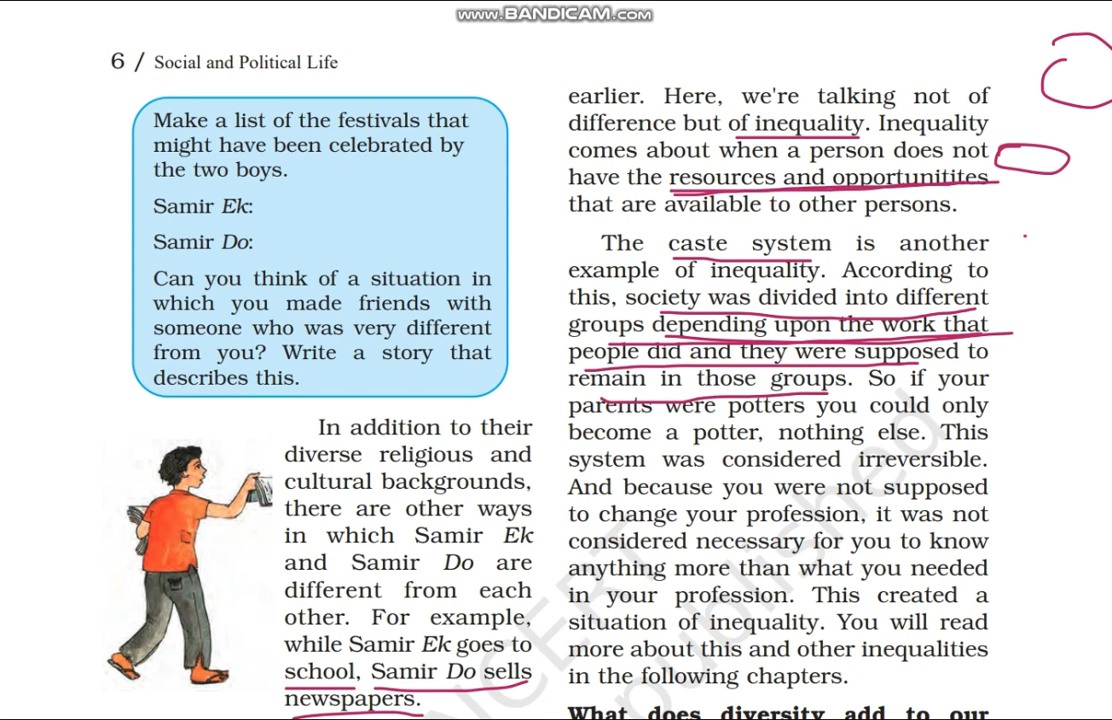 www.BANDICAM.com
6 / Social and Political Life
Make a list of the festivals that
might have been celebrated by
the two boys.
Samir Ek:
Samir Do:
Can you think of a situation in
which you made friends with
someone who was very different
from you? Write a story that
describes this.
In addition to their
diverse religious and
cultural backgrounds,
there are other ways
in which Samir Ek
and Samir Do are
different from each
other. For example,
while Samir Ek goes to
school, Samir Do sells
newspapers.
earlier. Here, we're talking not of
difference but of inequality. Inequality
comes about when a person does not
have the resources and opportunitites
that are available to other persons.
The caste system is another
example of inequality. According to
this, society was divided into different
groups depending upon the work that
people did and they were supposed to
remain in those groups. So if your
parents were potters you could only
become a potter, nothing else. This
system was considered irreversible.
And because you were not supposed
to change your profession, it was not
considered necessary for you to know
anything more than what you needed
in your profession. This created a
situation of inequality. You will read
more about this and other inequalities
in the following chapters.
What does diversity add to our
NCERT
published